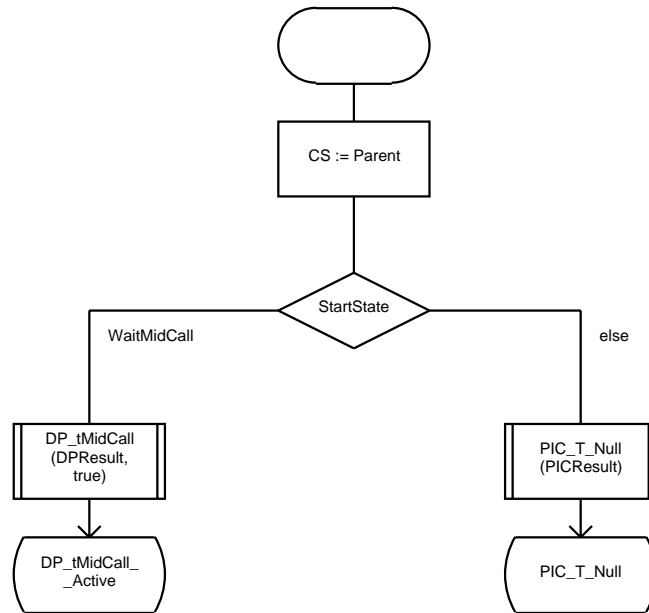 CS := Parent
StartState
WaitMidCall
else
DP_tMidCall
(DPResult,
true)
PIC_T_Null
(PICResult)
DP_tMidCall_
_Active
PIC_T_Null